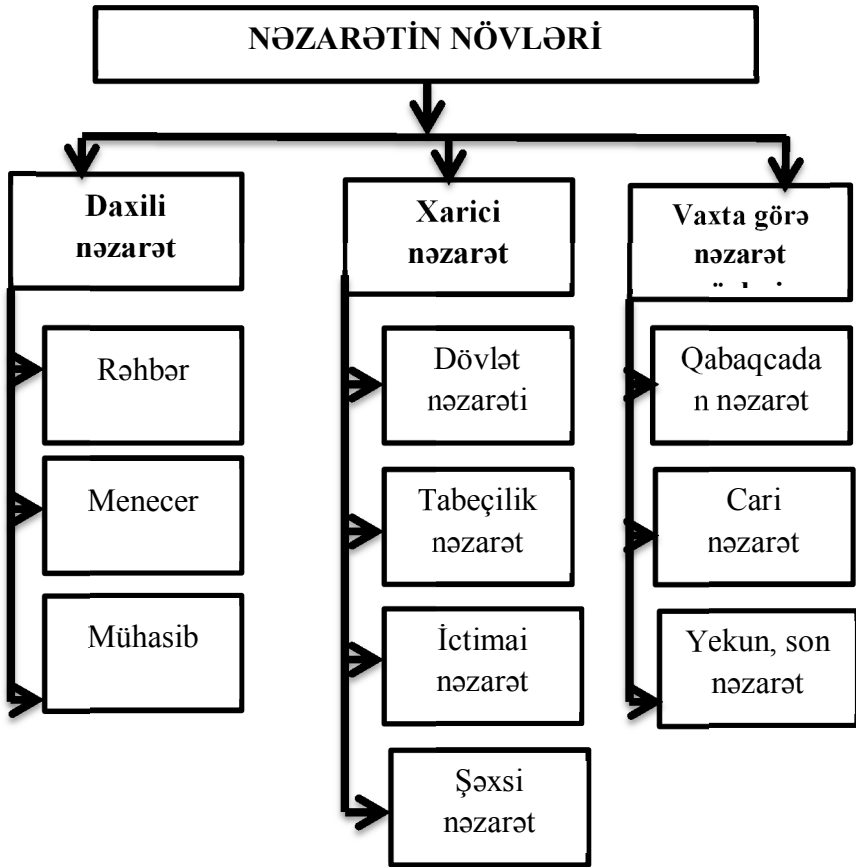 NƏZARƏTİN NÖVLƏRİ
Daxili
nəzarət
Rəhbər
Menecer
Mühasib
Xarici
nəzarət
Dövlət
nəzarəti
Tabeçilik
nəzarət
İctimai
nəzarət
Şəxsi
nəzarət
Vaxta görə
nəzarət
Qabaqcada
n nəzarət
Cari
nəzarət
Yekun, son
nəzarət